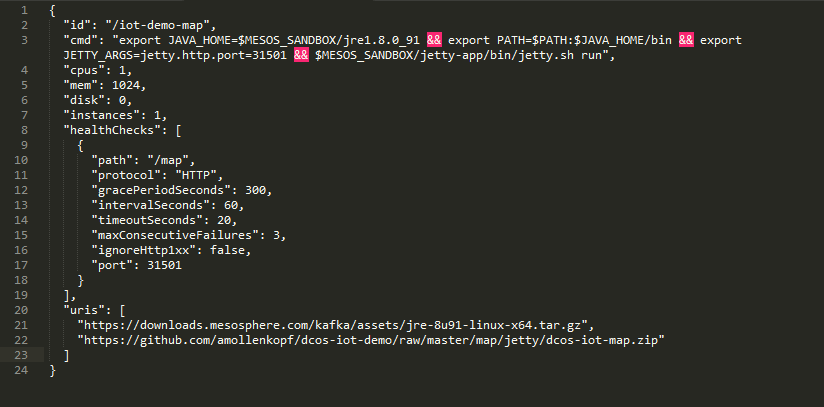 1 {
2 "id": "/iot-demo-map",
3 "cmd": "export JAVA_HOME=$MESOS_SANDBOX/jre1.8.0_91 && export PATH=$PATH:$JAVA_HOME/bin && export
JETTY_ARGS=jetty.http.port=31501 && $MESOS_SANDBOX/jetty-app/bin/jetty.sh run",
4 "cpus": 1,
5 "mem": 1024,
6 "disk": 0,
7 "instances": 1,
8 "healthChecks": [
9 {
10 "path": "/map",
11 "protocol": "HTTP",
12 "gracePeriodSeconds": 300,
13 "intervalSeconds": 60,
14 "timeoutSeconds": 20,
15 "maxConsecutiveFailures": 3,
16 "ignoreHttp1xx": false,
17 "port": 31501
18 }
19 ],
20 "uris": [
21 "https://downloads.mesosphere.com/kafka/assets/jre-8u91-linux-x64.tar.gz",
22 "https://github.com/amollenkopf/dcos-iot-demo/raw/master/map/jetty/dcos-iot-map.zip"
23 ]
24 }